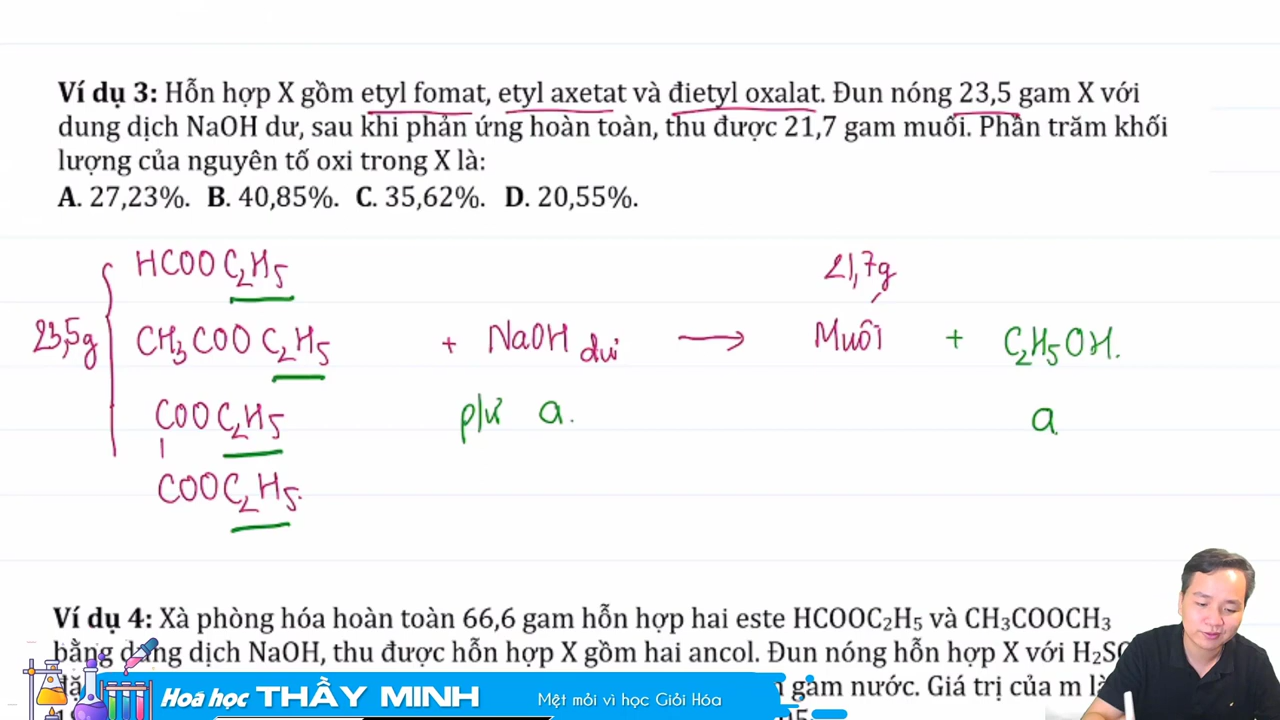 Ví dụ 3: Hỗn hợp X gồm etyl fomat, etyl axetat và đietyl oxalat. Đun nóng 23,5 gam X với
dung dịch NaOH dư, sau khi phản ứng hoàn toàn, thu được 21,7 gam muối. Phần trăm khối
lượng của nguyên tố oxi trong X là:
A. 27,23%. B. 40,85%. C. 35,62%. D. 20,55%.
HCOOC₂H₅
21,7g
23,5g CH₃COOC₂H₅ + NaOH dư → Muối + C₂H₅OH.
COOC₂H₅ p/ư a. a
COOC₂H₅.
Ví dụ 4: Xà phòng hóa hoàn toàn 66,6 gam hỗn hợp hai este HCOOC₂H₅ và CH₃COOCH₃
bằng dung dịch NaOH, thu được hỗn hợp X gồm hai ancol. Đun nóng hỗn hợp X với
gam nước. Giá trị của m là
Hoá học THẦY MINH Mệt mỏi vì học Giỏi Hóa